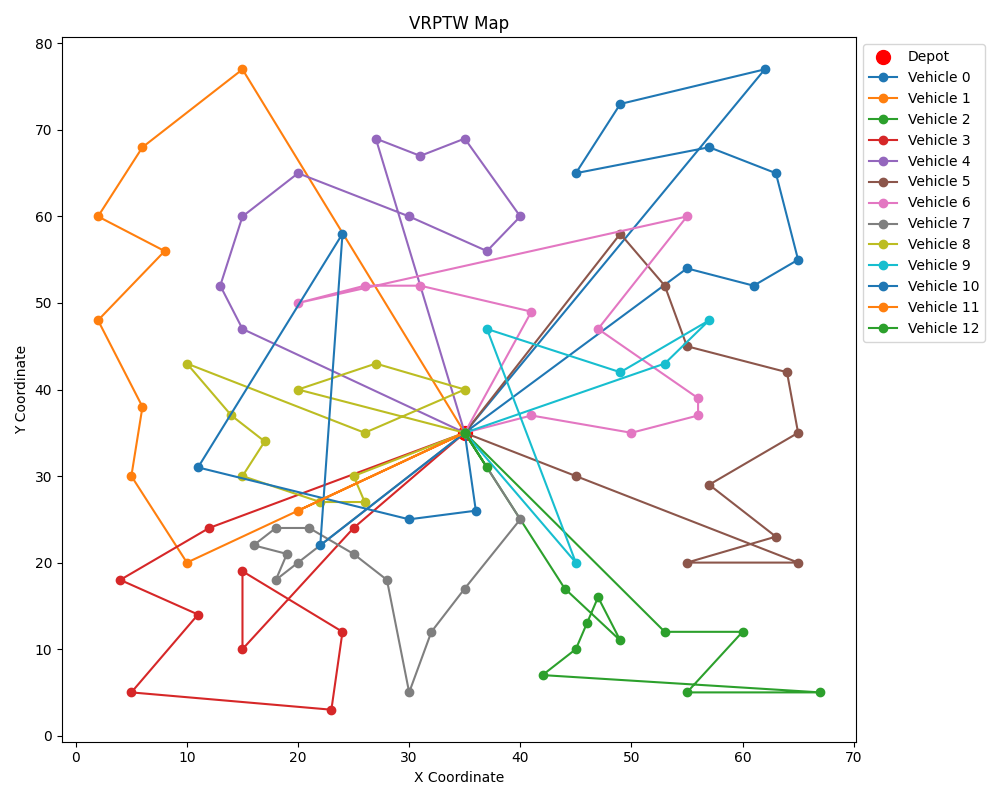 VRPTW Map
80
70
60
50
40
30
20
10
0
Y Coordinate
0 10 20 30 40 50 60 70
X Coordinate
Depot
Vehicle 0
Vehicle 1
Vehicle 2
Vehicle 3
Vehicle 4
Vehicle 5
Vehicle 6
Vehicle 7
Vehicle 8
Vehicle 9
Vehicle 10
Vehicle 11
Vehicle 12